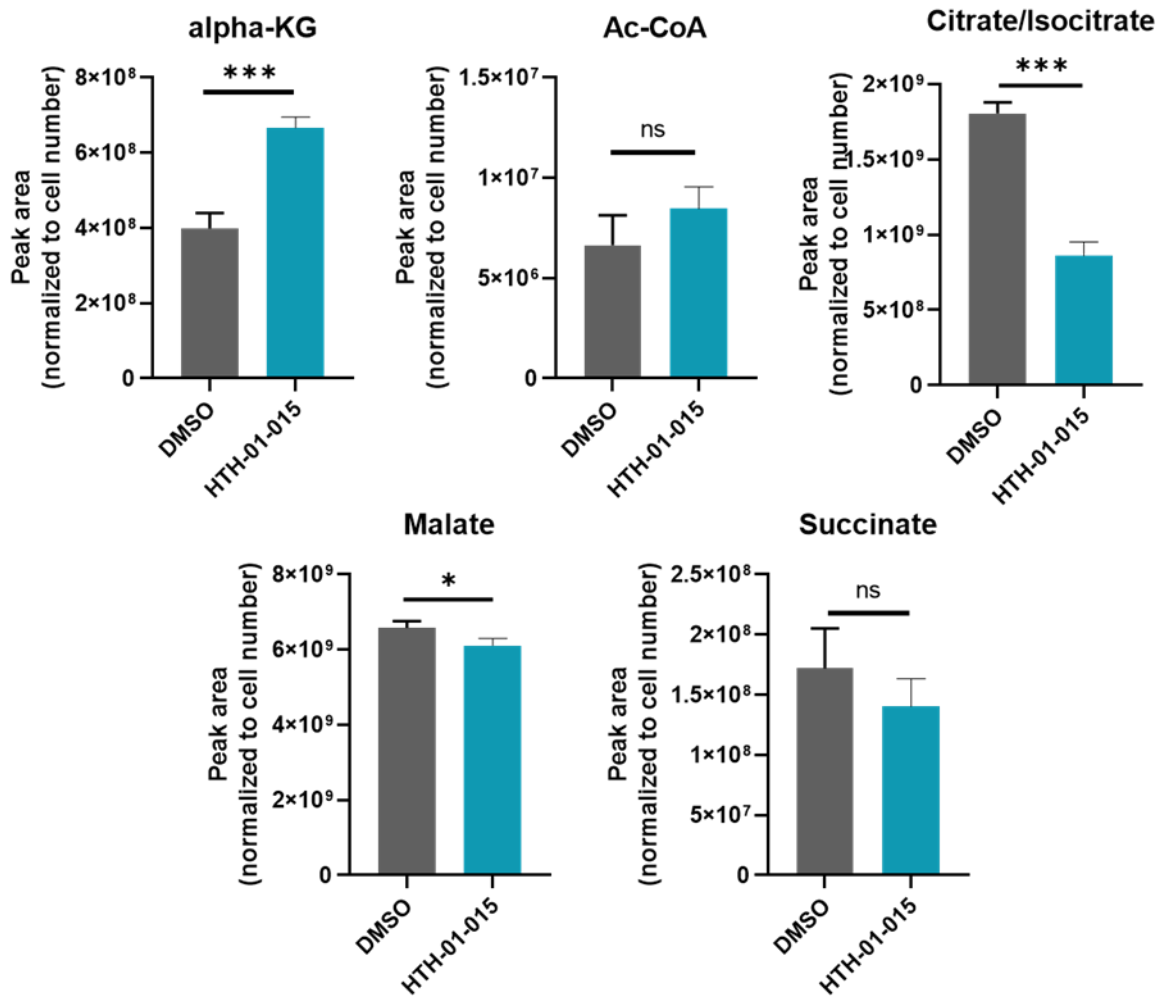 alpha-KG
***
Peak area
(normalized to cell number)
8×10⁸
6×10⁸
4×10⁸
2×10⁸
0
DMSO
HTH-01-015
Ac-CoA
ns
Peak area
(normalized to cell number)
1.5×10⁷
1×10⁷
5×10⁶
0
DMSO
HTH-01-015
Citrate/Isocitrate
***
Peak area
(normalized to cell number)
2×10⁹
1.5×10⁹
1×10⁹
5×10⁸
0
DMSO
HTH-01-015
Malate
*
Peak area
(normalized to cell number)
8×10⁹
6×10⁹
4×10⁹
2×10⁹
0
DMSO
HTH-01-015
Succinate
ns
Peak area
(normalized to cell number)
2.5×10⁸
2×10⁸
1.5×10⁸
1×10⁸
5×10⁷
0
DMSO
HTH-01-015